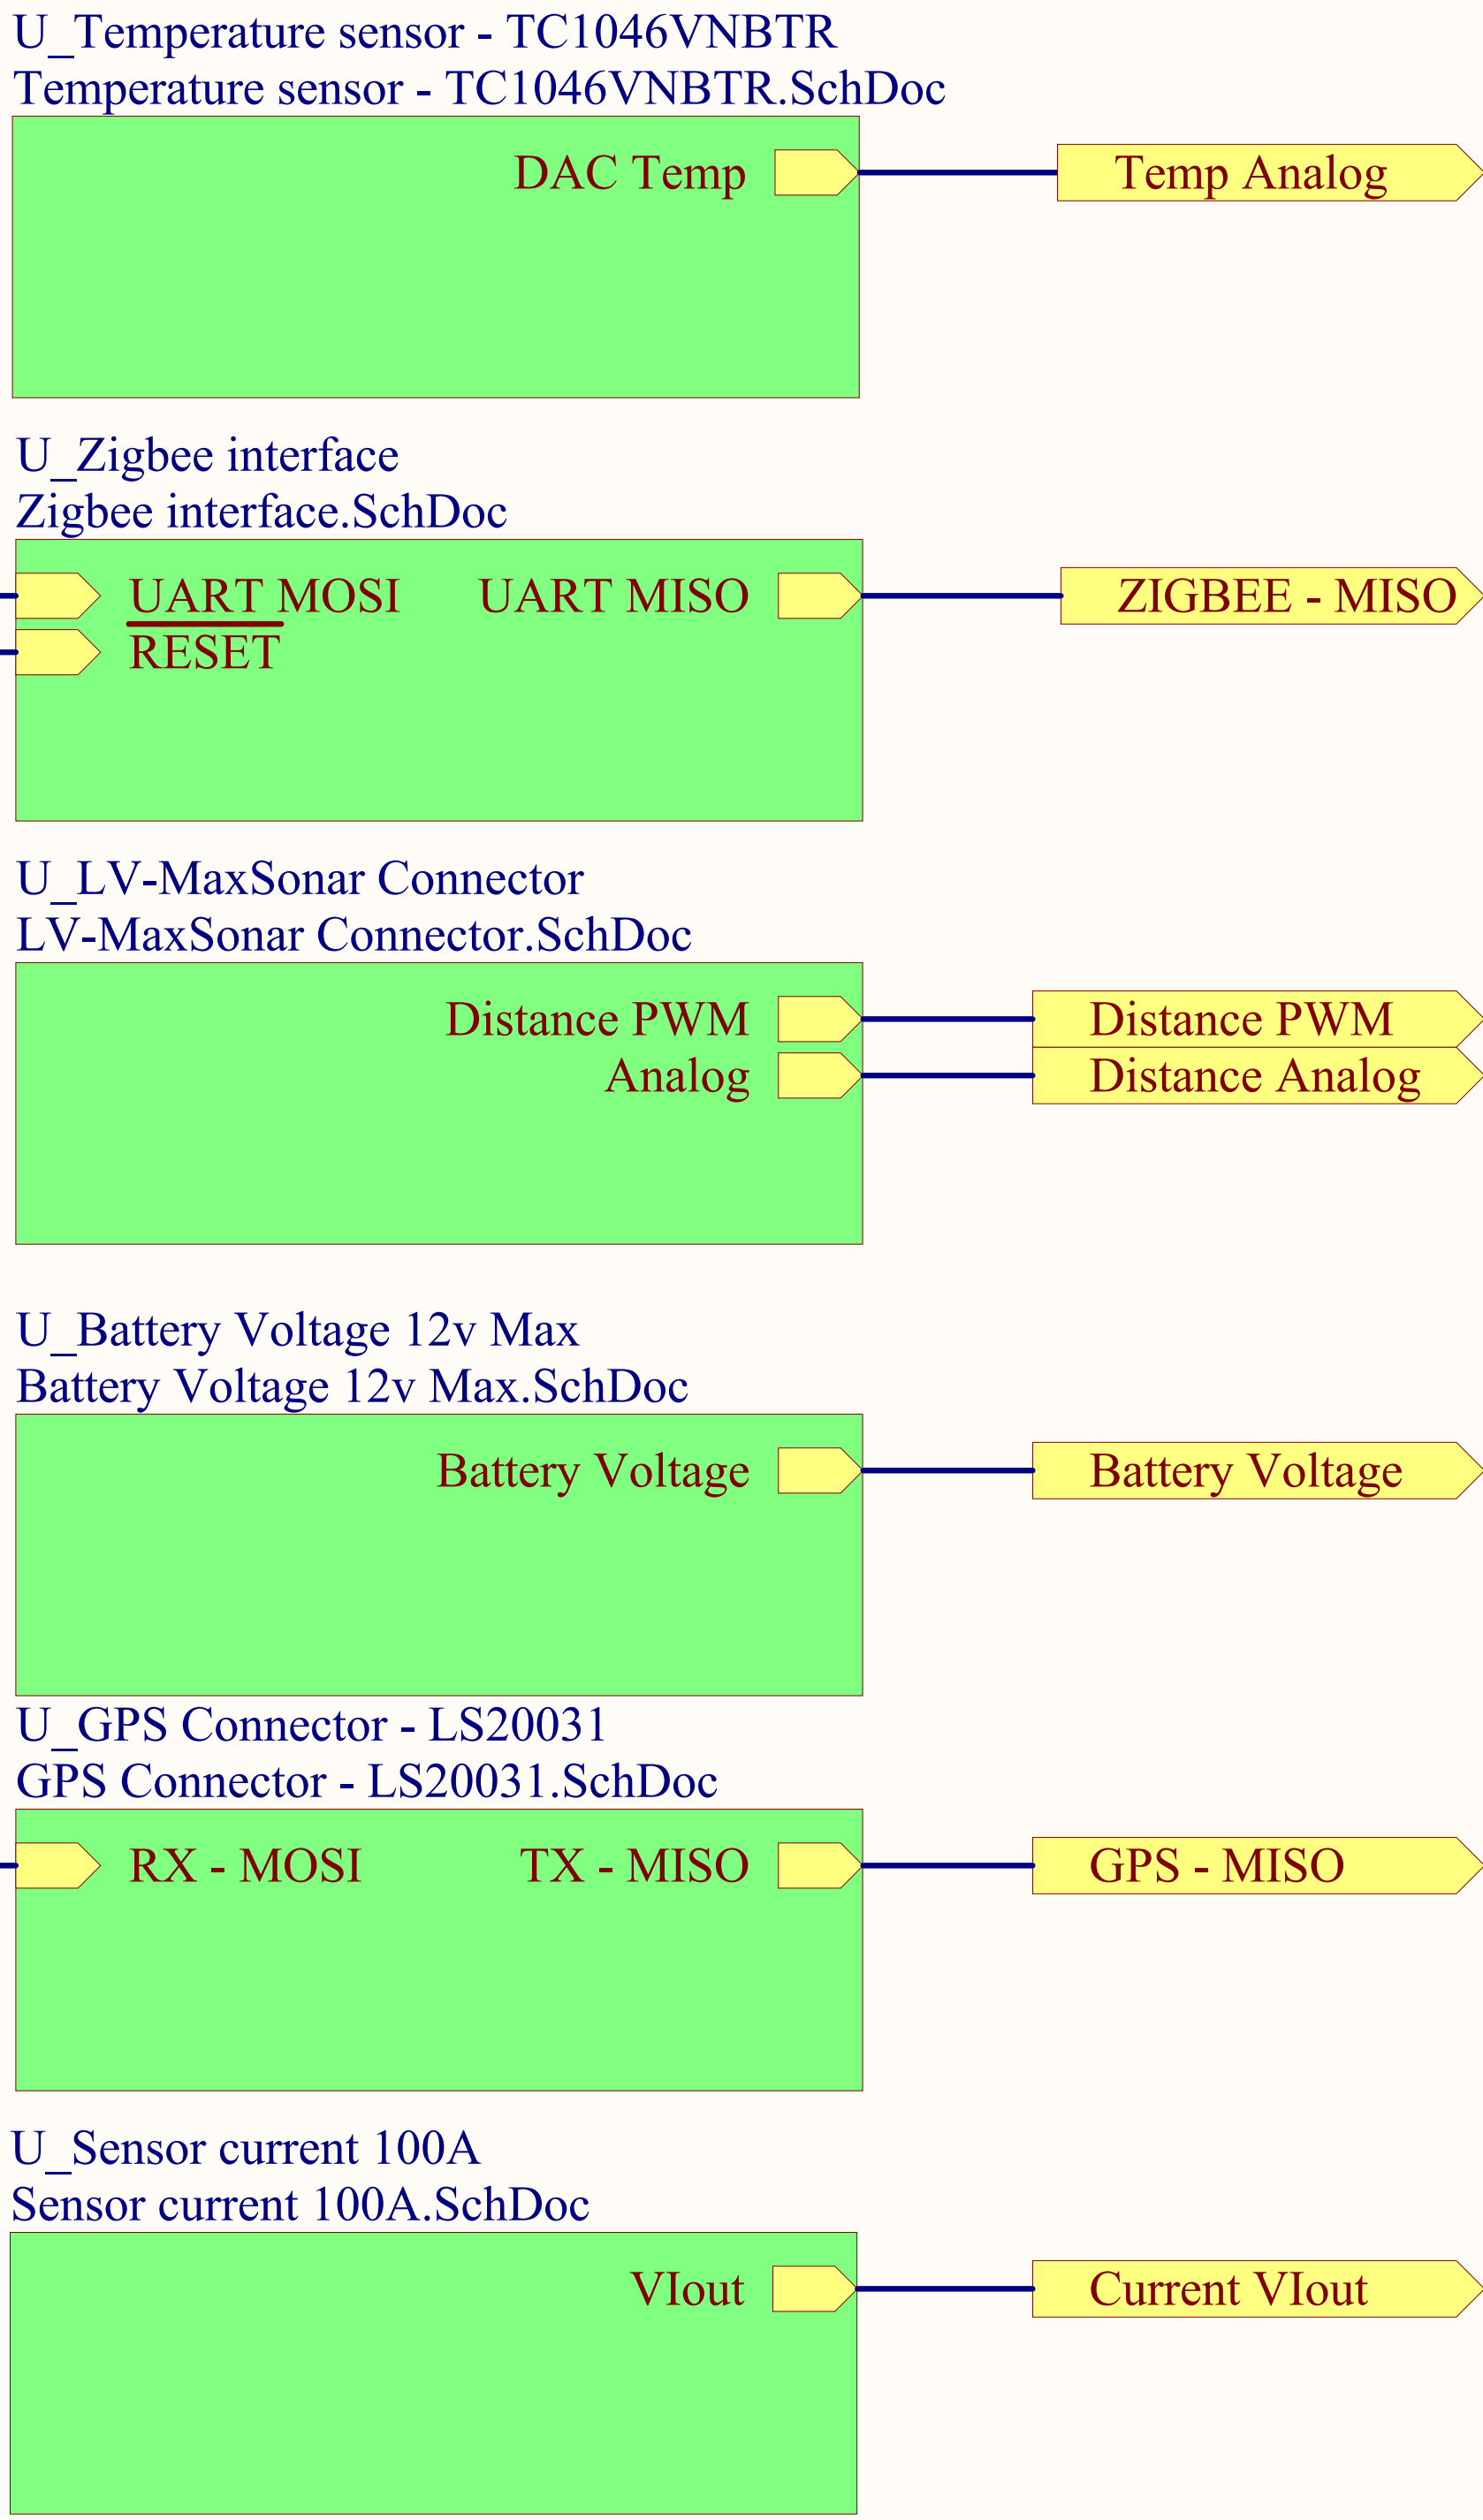 U_Temperature sensor - TC1046VNBTR
Temperature sensor - TC1046VNBTR.SchDoc
DAC Temp
Temp Analog
U_Zigbee interface
Zigbee interface.SchDoc
UART MOSI
UART MISO
ZIGBEE - MISO
RESET
U_LV-MaxSonar Connector
LV-MaxSonar Connector.SchDoc
Distance PWM
Distance PWM
Analog
Distance Analog
U_Battery Voltage 12v Max
Battery Voltage 12v Max.SchDoc
Battery Voltage
Battery Voltage
U_GPS Connector - LS20031
GPS Connector - LS20031.SchDoc
RX - MOSI
TX - MISO
GPS - MISO
U_Sensor current 100A
Sensor current 100A.SchDoc
VIout
Current VIout